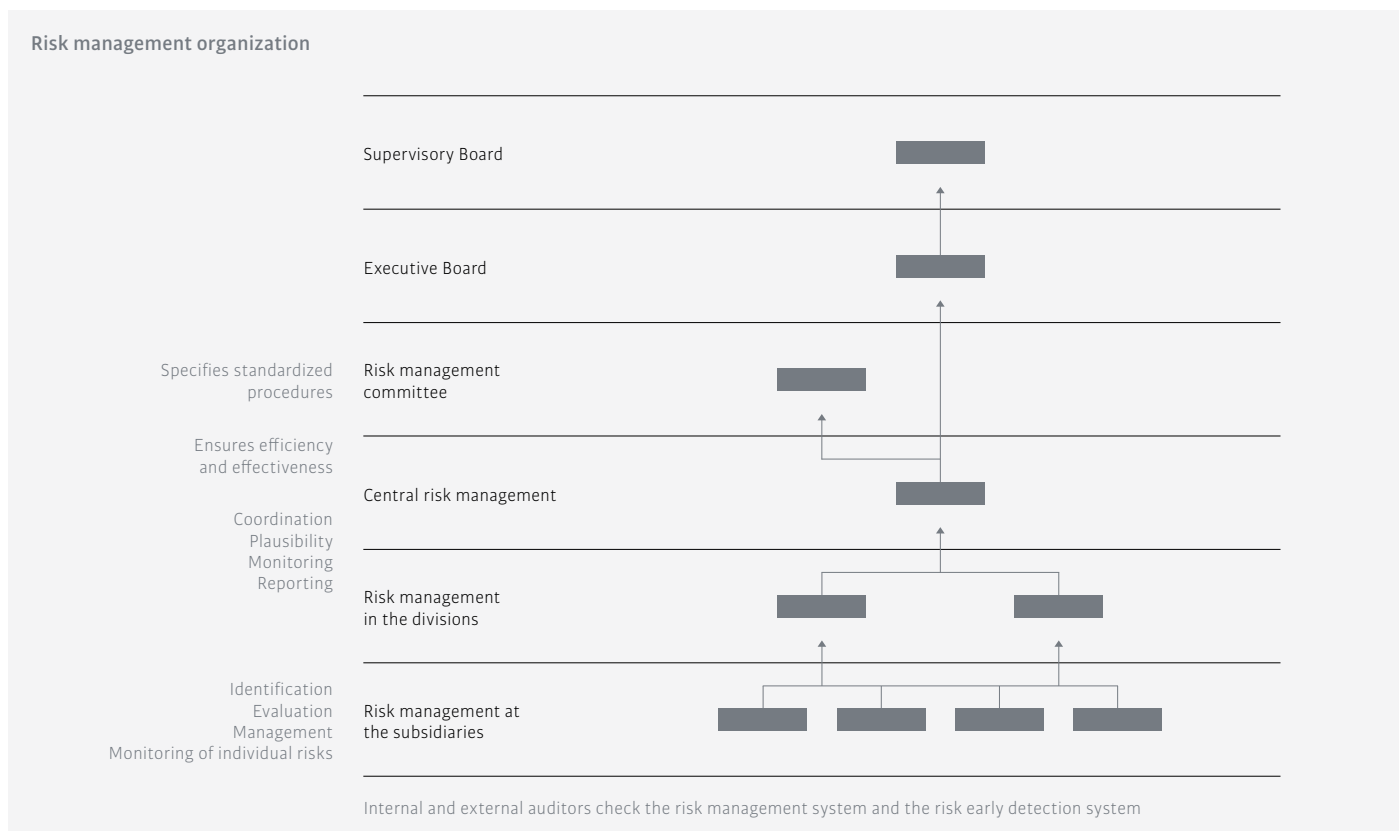 Risk management organization
Supervisory Board
Executive Board
Specifies standardized
procedures
Risk management
committee
Ensures efficiency
and effectiveness
Central risk management
Coordination
Plausibility
Monitoring
Reporting
Risk management
in the divisions
Identification
Evaluation
Management
Monitoring of individual risks
Risk management at
the subsidiaries
Internal and external auditors check the risk management system and the risk early detection system